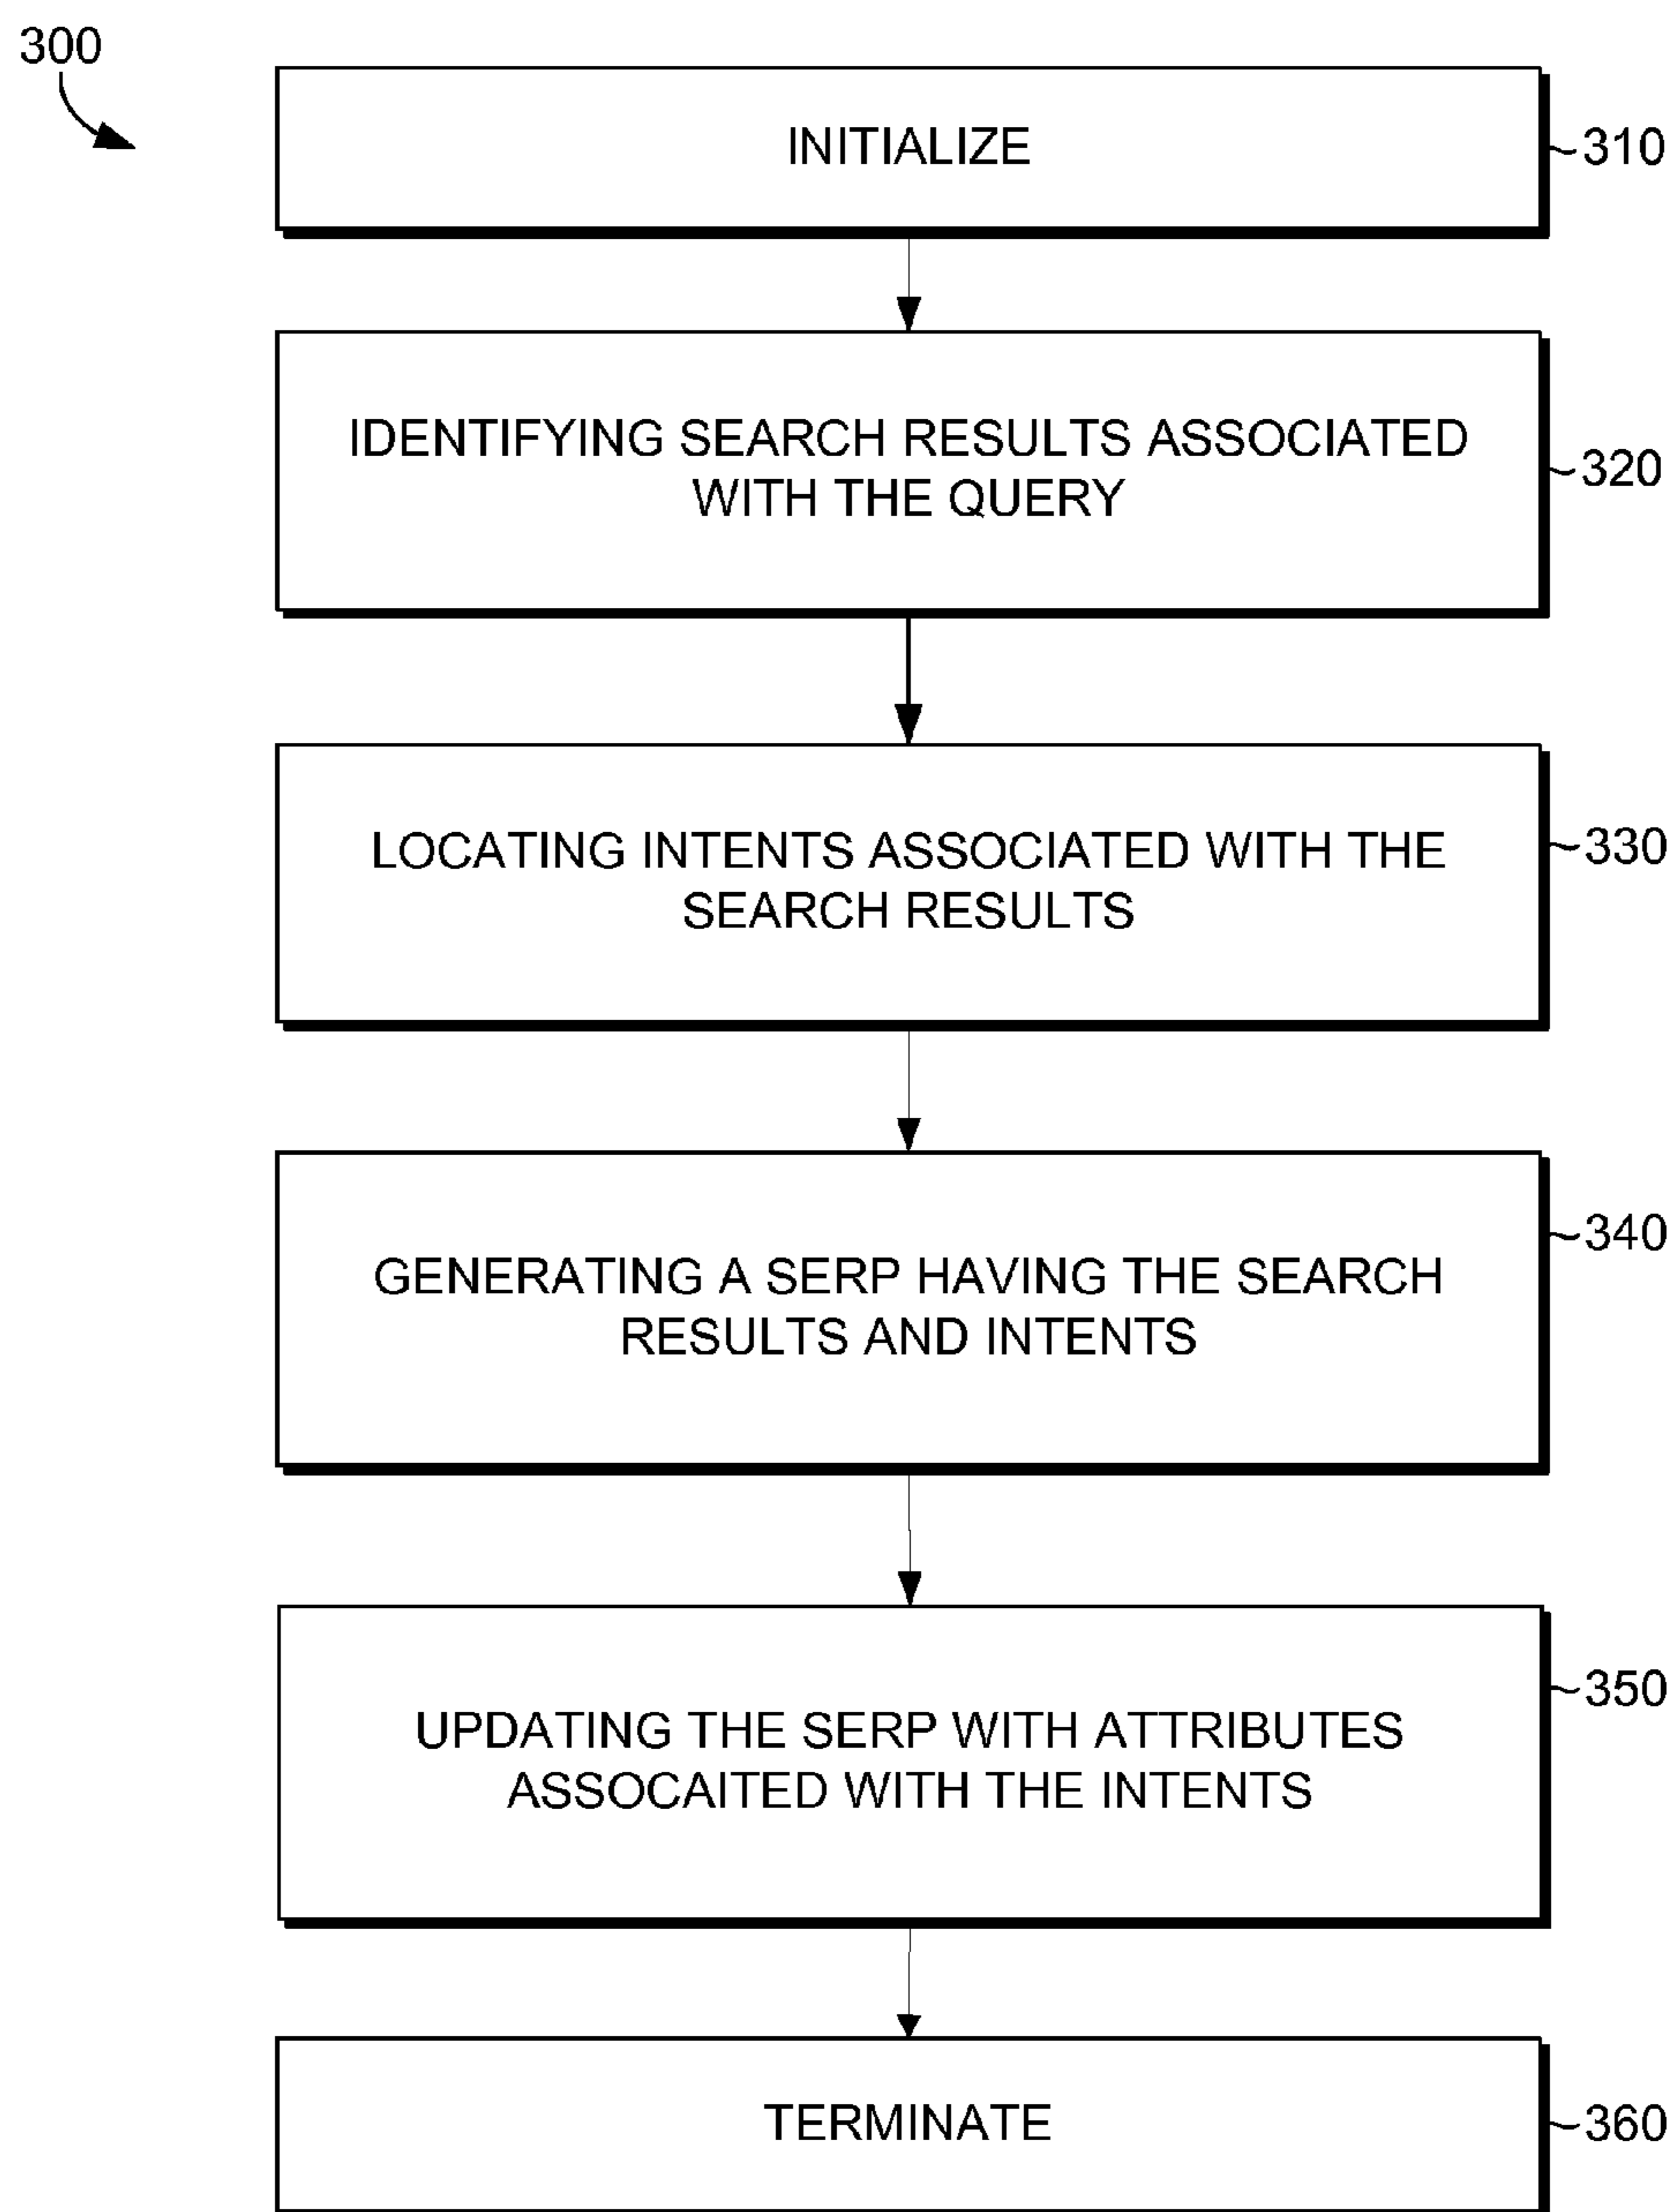 300
INITIALIZE
310
IDENTIFYING SEARCH RESULTS ASSOCIATED
WITH THE QUERY
320
LOCATING INTENTS ASSOCIATED WITH THE
SEARCH RESULTS
330
GENERATING A SERP HAVING THE SEARCH
RESULTS AND INTENTS
340
UPDATING THE SERP WITH ATTRIBUTES
ASSOCAITED WITH THE INTENTS
350
TERMINATE
360